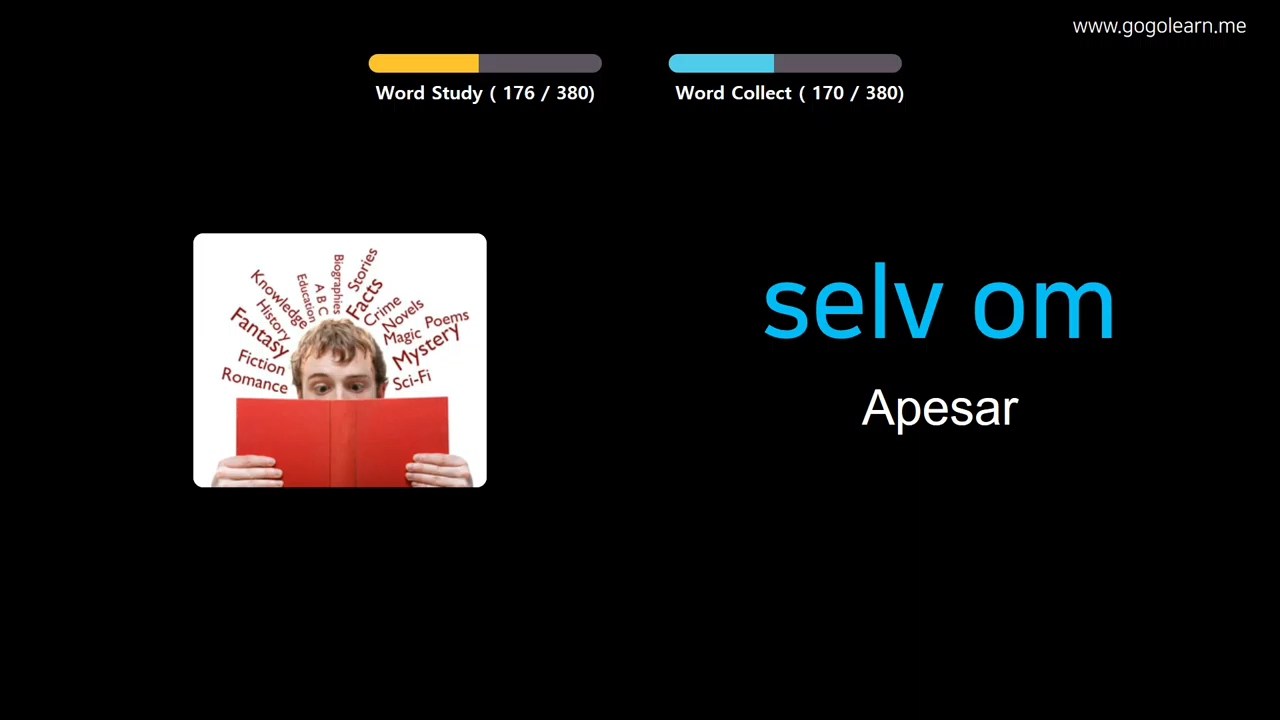 www.gogolearn.me
Word Study ( 176 / 380)
Word Collect ( 170 / 380)
selv om
Apesar
Biographies
Stories
Knowledge
Education
A B C
Facts
History
Crime
Novels
Fantasy
Magic
Poems
Fiction
Mystery
Romance
Sci-Fi